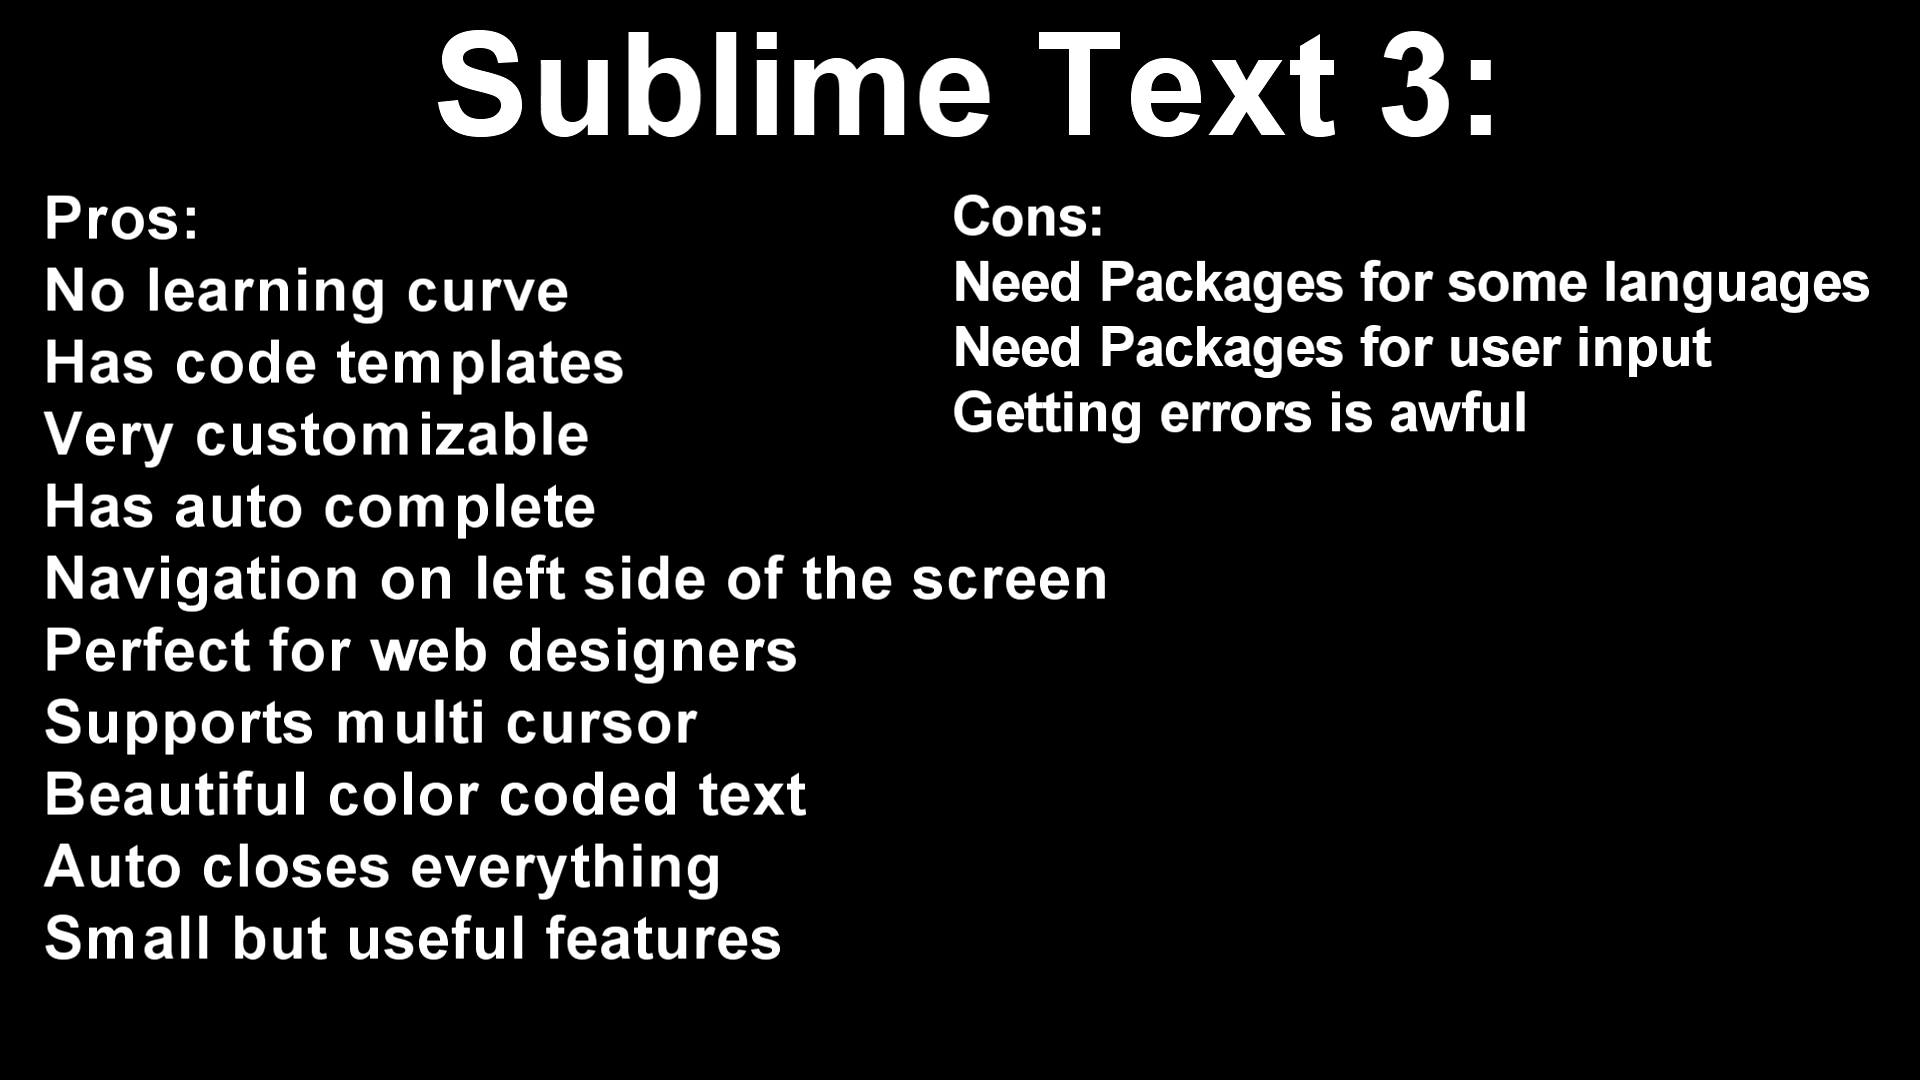 Sublime Text 3:
Pros:
No learning curve
Has code templates
Very customizable
Has auto complete
Navigation on left side of the screen
Perfect for web designers
Supports multi cursor
Beautiful color coded text
Auto closes everything
Small but useful features
Cons:
Need Packages for some languages
Need Packages for user input
Getting errors is awful